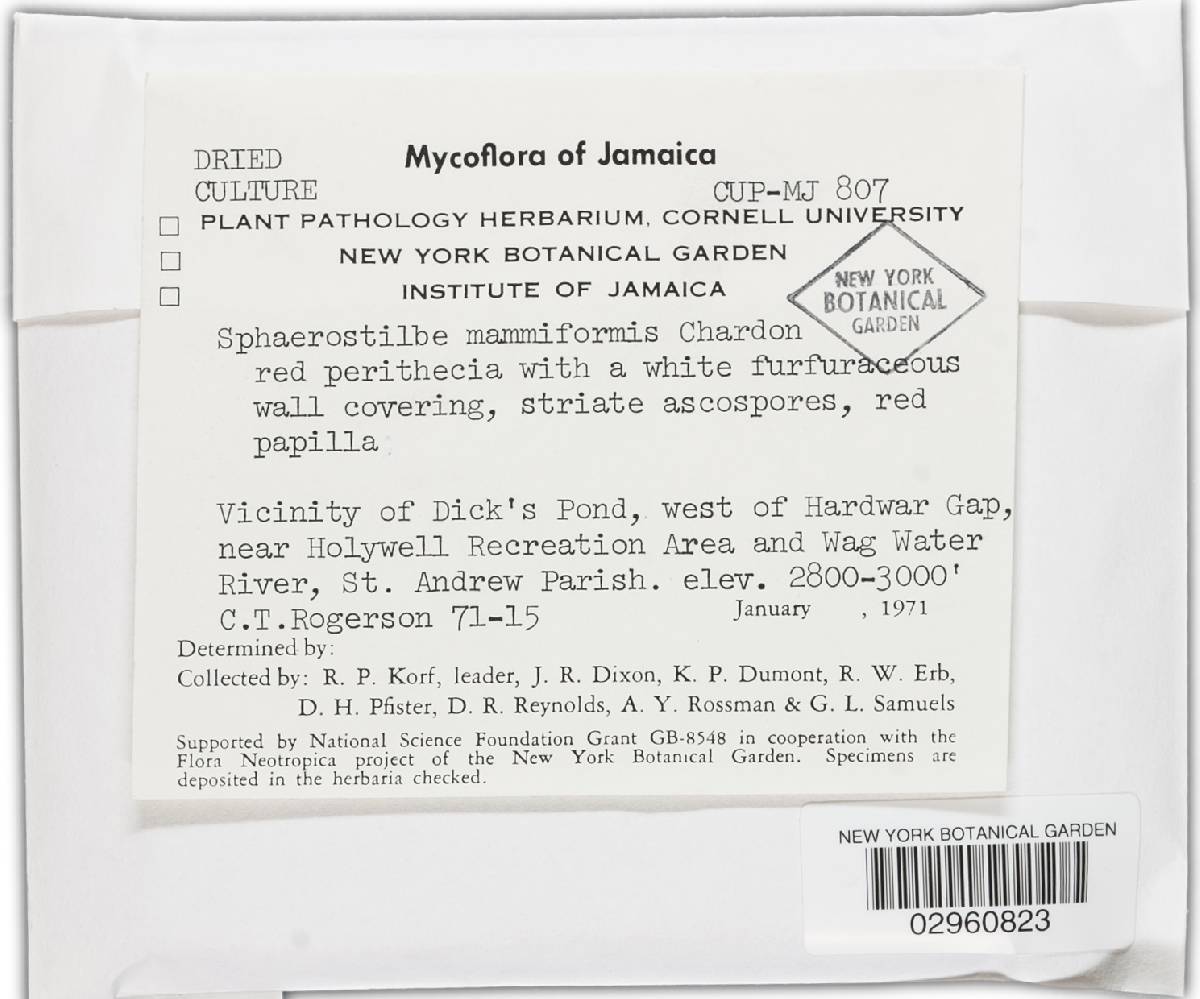 DRIED
CULTURE
Mycoflora of Jamaica
CUP-MJ 807
PLANT PATHOLOGY HERBARIUM, CORNELL UNIVERSITY
NEW YORK BOTANICAL GARDEN
INSTITUTE OF JAMAICA
NEW YORK
BOTANICAL
GARDEN
Sphaerostilbe mammiformis Chardon
red perithecia with a white furfuraceous
wall covering, striate ascospores, red
papilla
Vicinity of Dick's Pond, west of Hardwar Gap,
near Holywell Recreation Area and Wag Water
River, St. Andrew Parish. elev. 2800-3000'
C.T.Rogerson 71-15 January , 1971
Determined by:
Collected by: R. P. Korf, leader, J. R. Dixon, K. P. Dumont, R. W. Erb,
D. H. Pfister, D. R. Reynolds, A. Y. Rossman & G. L. Samuels
Supported by National Science Foundation Grant GB-8548 in cooperation with the
Flora Neotropica project of the New York Botanical Garden. Specimens are
deposited in the herbaria checked.
NEW YORK BOTANICAL GARDEN
02960823